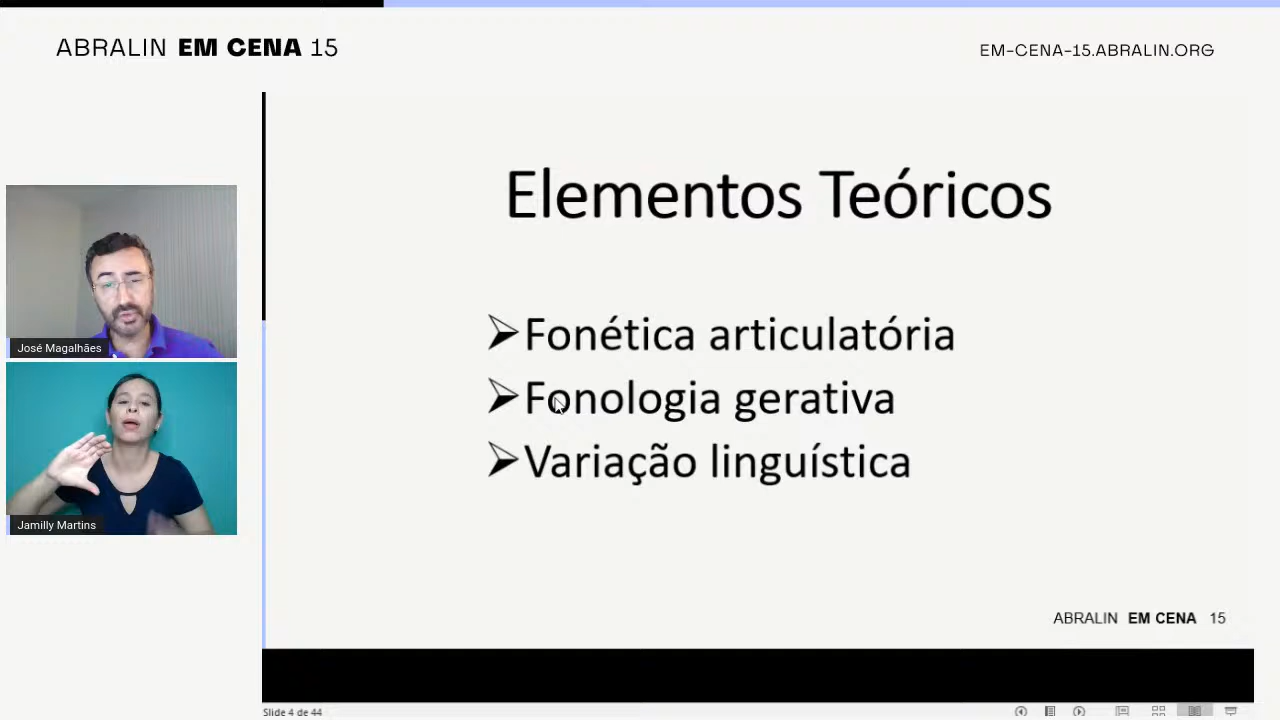 ABRALIN EM CENA 15
EM-CENA-15.ABRALIN.ORG
Elementos Teóricos
➢Fonética articulatória
➢Fonologia gerativa
➢Variação linguística
José Magalhães
Jamilly Martins
ABRALIN EM CENA 15
Slide 4 de 44